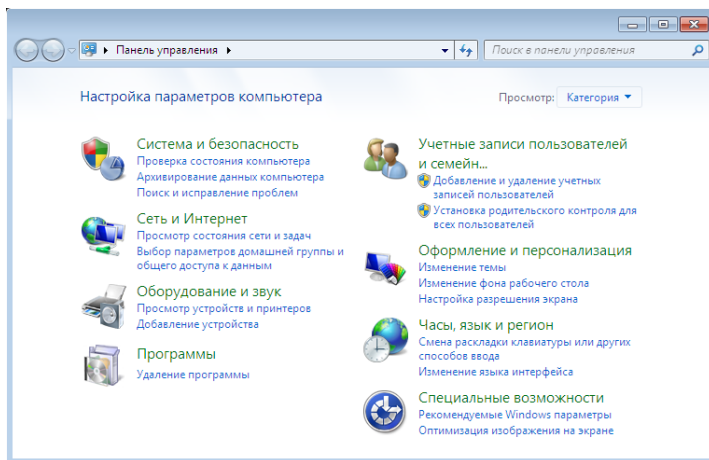 Панель управления
Поиск в панели управления
Настройка параметров компьютера
Просмотр: Категория
Система и безопасность
Проверка состояния компьютера
Архивирование данных компьютера
Поиск и исправление проблем
Сеть и Интернет
Просмотр состояния сети и задач
Выбор параметров домашней группы и
общего доступа к данным
Оборудование и звук
Просмотр устройств и принтеров
Добавление устройства
Программы
Удаление программы
Учетные записи пользователей
и семейн...
Добавление и удаление учетных
записей пользователей
Установка родительского контроля для
всех пользователей
Оформление и персонализация
Изменение темы
Изменение фона рабочего стола
Настройка разрешения экрана
Часы, язык и регион
Смена раскладки клавиатуры или других
способов ввода
Изменение языка интерфейса
Специальные возможности
Рекомендуемые Windows параметры
Оптимизация изображения на экране